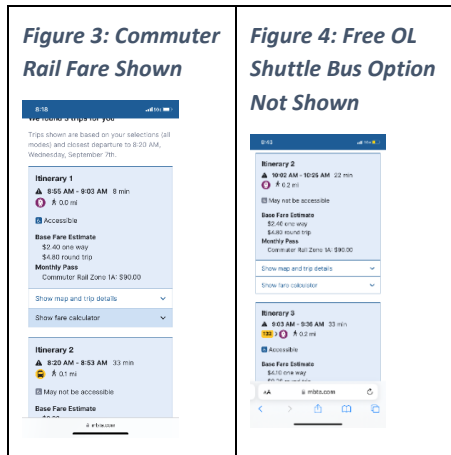 Figure 3: Commuter
Rail Fare Shown
8:18
We found 3 trips for you
Trips shown are based on your selections (all
modes) and closest departure to 8:20 AM,
Wednesday, September 7th.
Itinerary 1
8:55 AM - 9:03 AM 8 min
0.0 mi
Accessible
Base Fare Estimate
$2.40 one way
$4.80 round trip
Monthly Pass
Commuter Rail Zone 1A: $90.00
Show map and trip details
Show fare calculator
Itinerary 2
8:20 AM - 8:53 AM 33 min
0.1 mi
May not be accessible
Base Fare Estimate
mbta.com
Figure 4: Free OL
Shuttle Bus Option
Not Shown
Itinerary 2
10:02 AM - 10:25 AM 22 min
0.2 mi
May not be accessible
Base Fare Estimate
$2.40 one way
$4.80 round trip
Monthly Pass
Commuter Rail Zone 1A: $90.00
Show map and trip details
Show fare calculator
Itinerary 3
9:03 AM - 9:36 AM 33 min
0.2 mi
Accessible
Base Fare Estimate
$4.10 one way
AA mbta.com